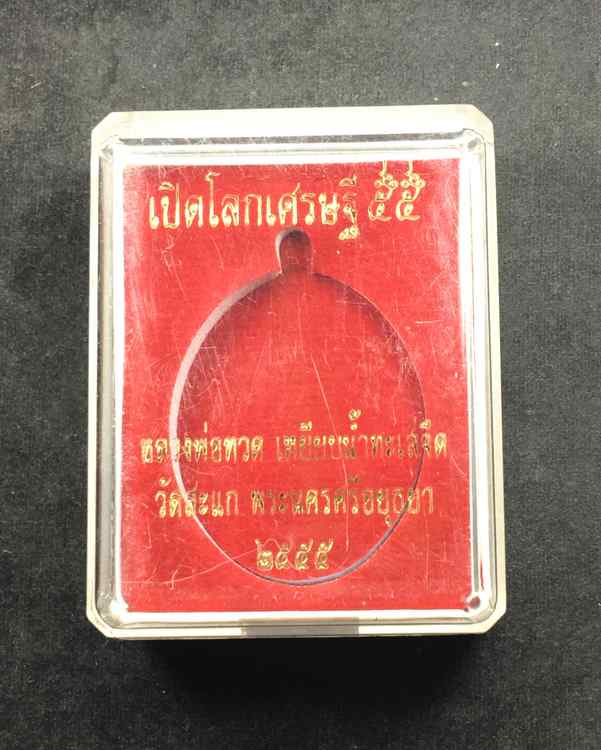 เปิดโลกเศรษฐี ๕๕
หลวงพ่อทวด เหยียบน้ำทะเลจืด
วัดสะแก พระนครศรีอยุธยา
๒๕๕๕